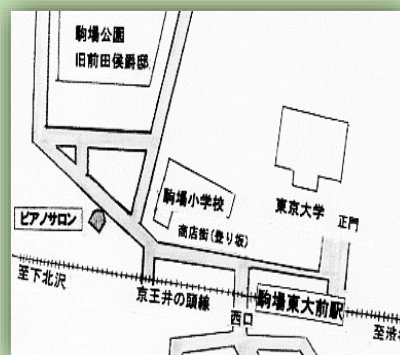 駒場公園
旧前田侯爵邸
駒場小学校
東京大学
正門
ピアノサロン
商店街(登り坂)
至下北沢
京王井の頭線
西口
駒場東大前駅
至渋